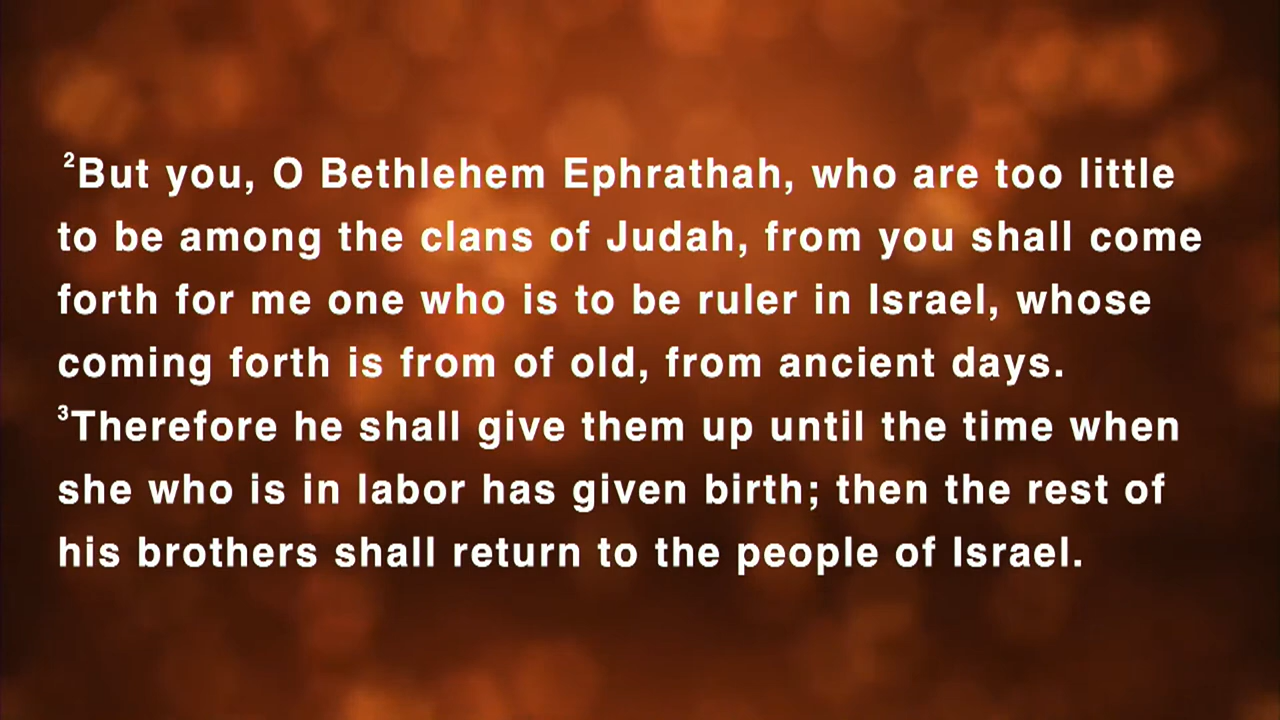 ²But you, O Bethlehem Ephrathah, who are too little
to be among the clans of Judah, from you shall come
forth for me one who is to be ruler in Israel, whose
coming forth is from of old, from ancient days.
³Therefore he shall give them up until the time when
she who is in labor has given birth; then the rest of
his brothers shall return to the people of Israel.